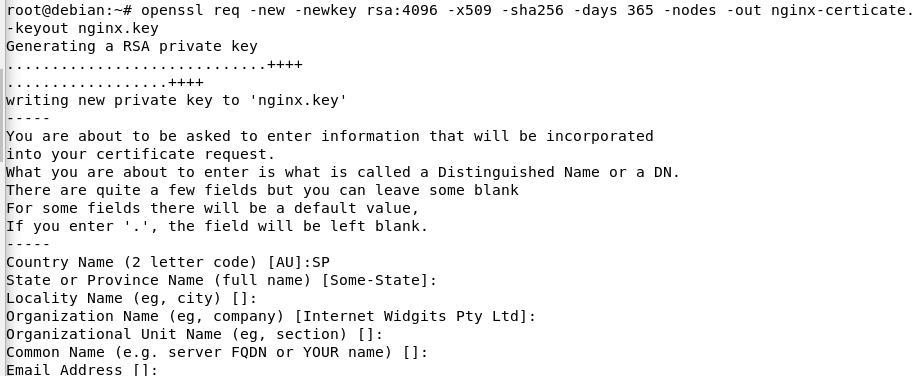 root@debian:~# openssl req -new -newkey rsa:4096 -x509 -sha256 -days 365 -nodes -out nginx-certicate.
-keyout nginx.key
Generating a RSA private key
.............................++++
..................++++
writing new private key to 'nginx.key'
-----
You are about to be asked to enter information that will be incorporated
into your certificate request.
What you are about to enter is what is called a Distinguished Name or a DN.
There are quite a few fields but you can leave some blank
For some fields there will be a default value,
If you enter '.', the field will be left blank.
-----
Country Name (2 letter code) [AU]:SP
State or Province Name (full name) [Some-State]:
Locality Name (eg, city) []:
Organization Name (eg, company) [Internet Widgits Pty Ltd]:
Organizational Unit Name (eg, section) []:
Common Name (e.g. server FQDN or YOUR name) []:
Email Address []: